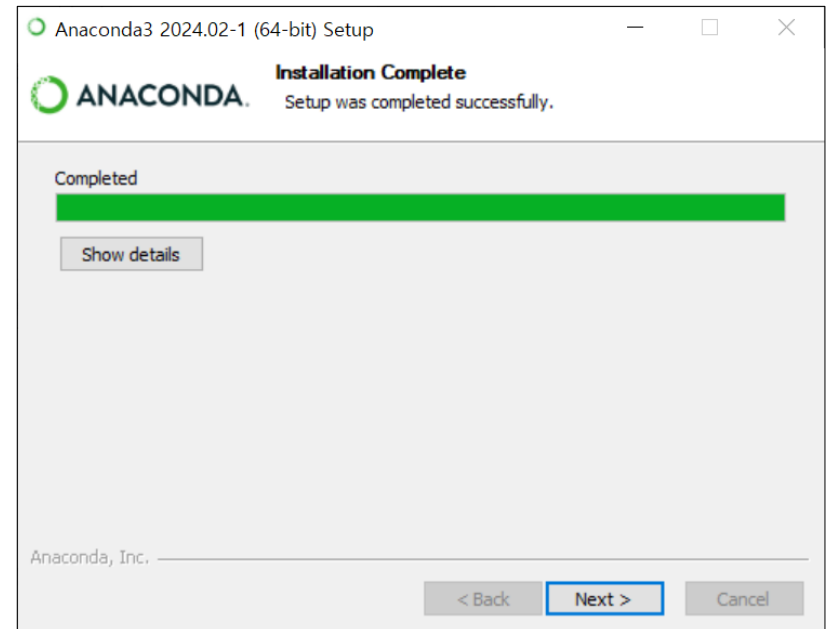 Anaconda3 2024.02-1 (64-bit) Setup
ANACONDA.
Installation Complete
Setup was completed successfully.
Completed
Show details
Anaconda, Inc.
< Back
Next >
Cancel